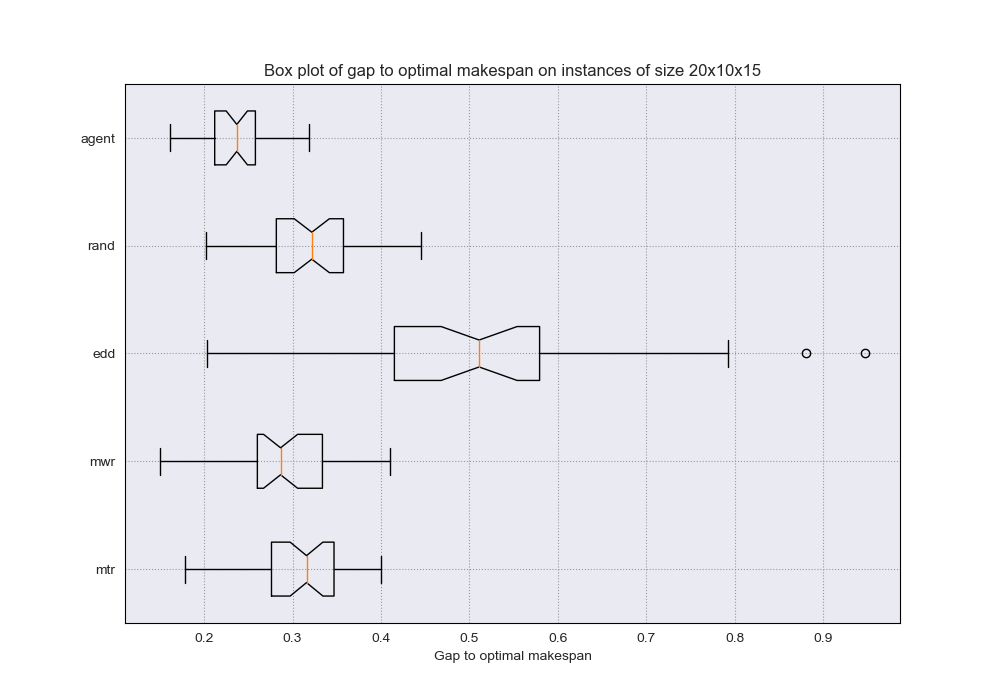 Box plot of gap to optimal makespan on instances of size 20x10x15
agent
rand
edd
mwr
mtr
0.2 0.3 0.4 0.5 0.6 0.7 0.8 0.9
Gap to optimal makespan